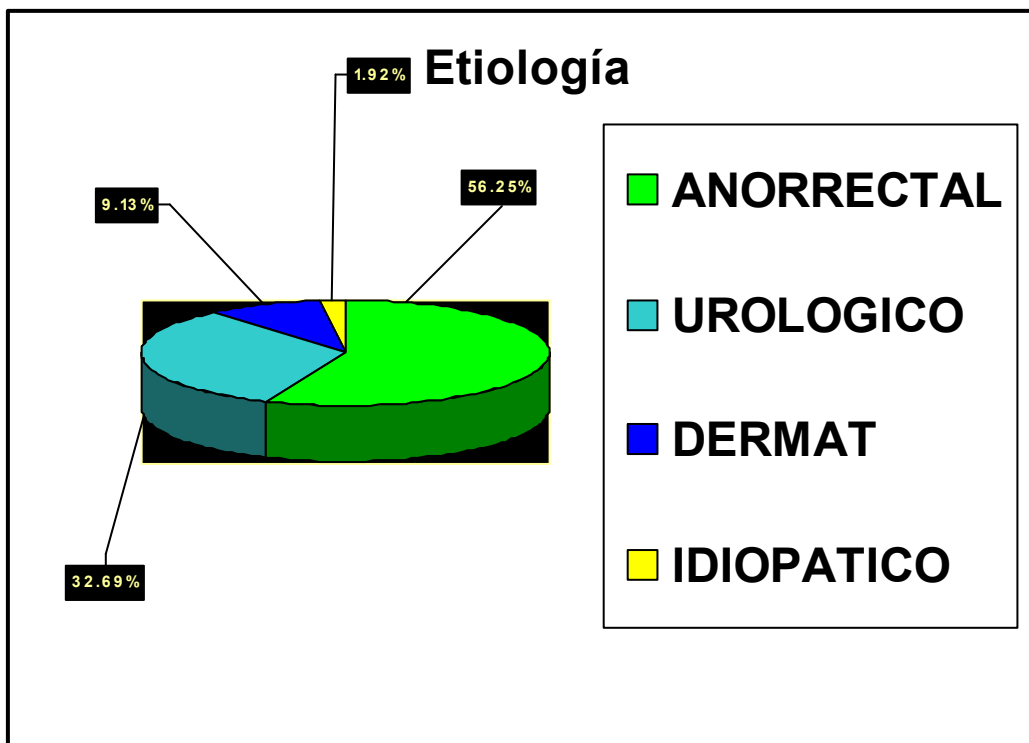 Etiología
1.92%
9.13%
56.25%
32.69%
ANORRECTAL
UROLOGICO
DERMAT
IDIOPATICO